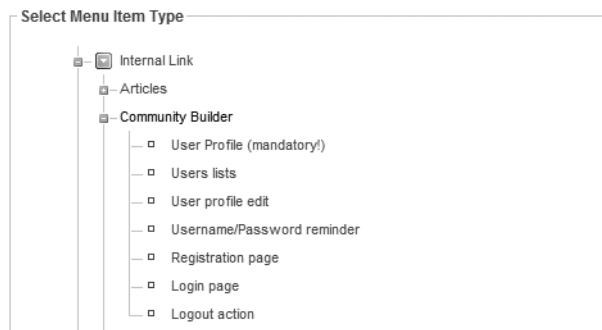 Select Menu Item Type
Internal Link
Articles
Community Builder
User Profile (mandatory!)
Users lists
User profile edit
Username/Password reminder
Registration page
Login page
Logout action